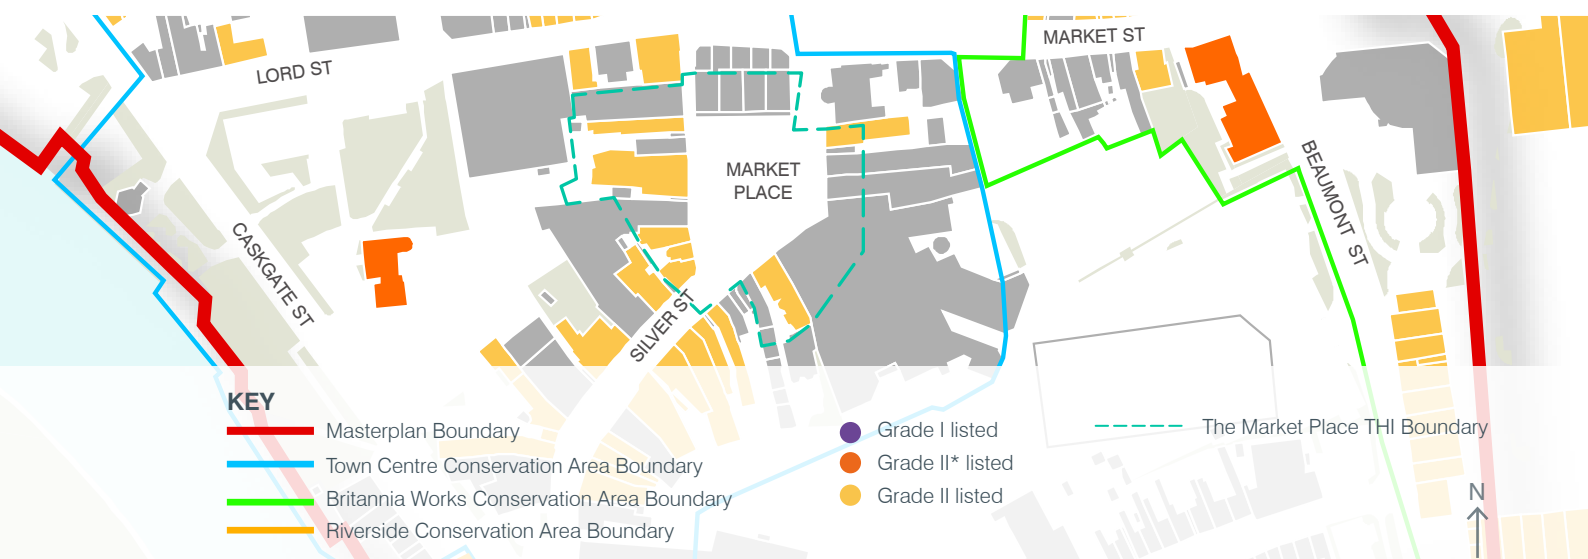 MARKET ST
LORD ST
MARKET
PLACE
BEAUMONT ST
CASKGATE ST
SILVER ST
KEY
Masterplan Boundary
Town Centre Conservation Area Boundary
Britannia Works Conservation Area Boundary
Riverside Conservation Area Boundary
Grade I listed
Grade II* listed
Grade II listed
The Market Place THI Boundary
N